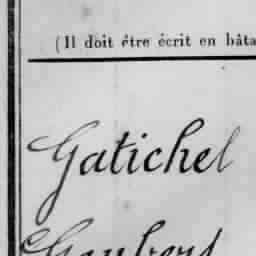 (Il doit être écrit en bâta
Gatichel